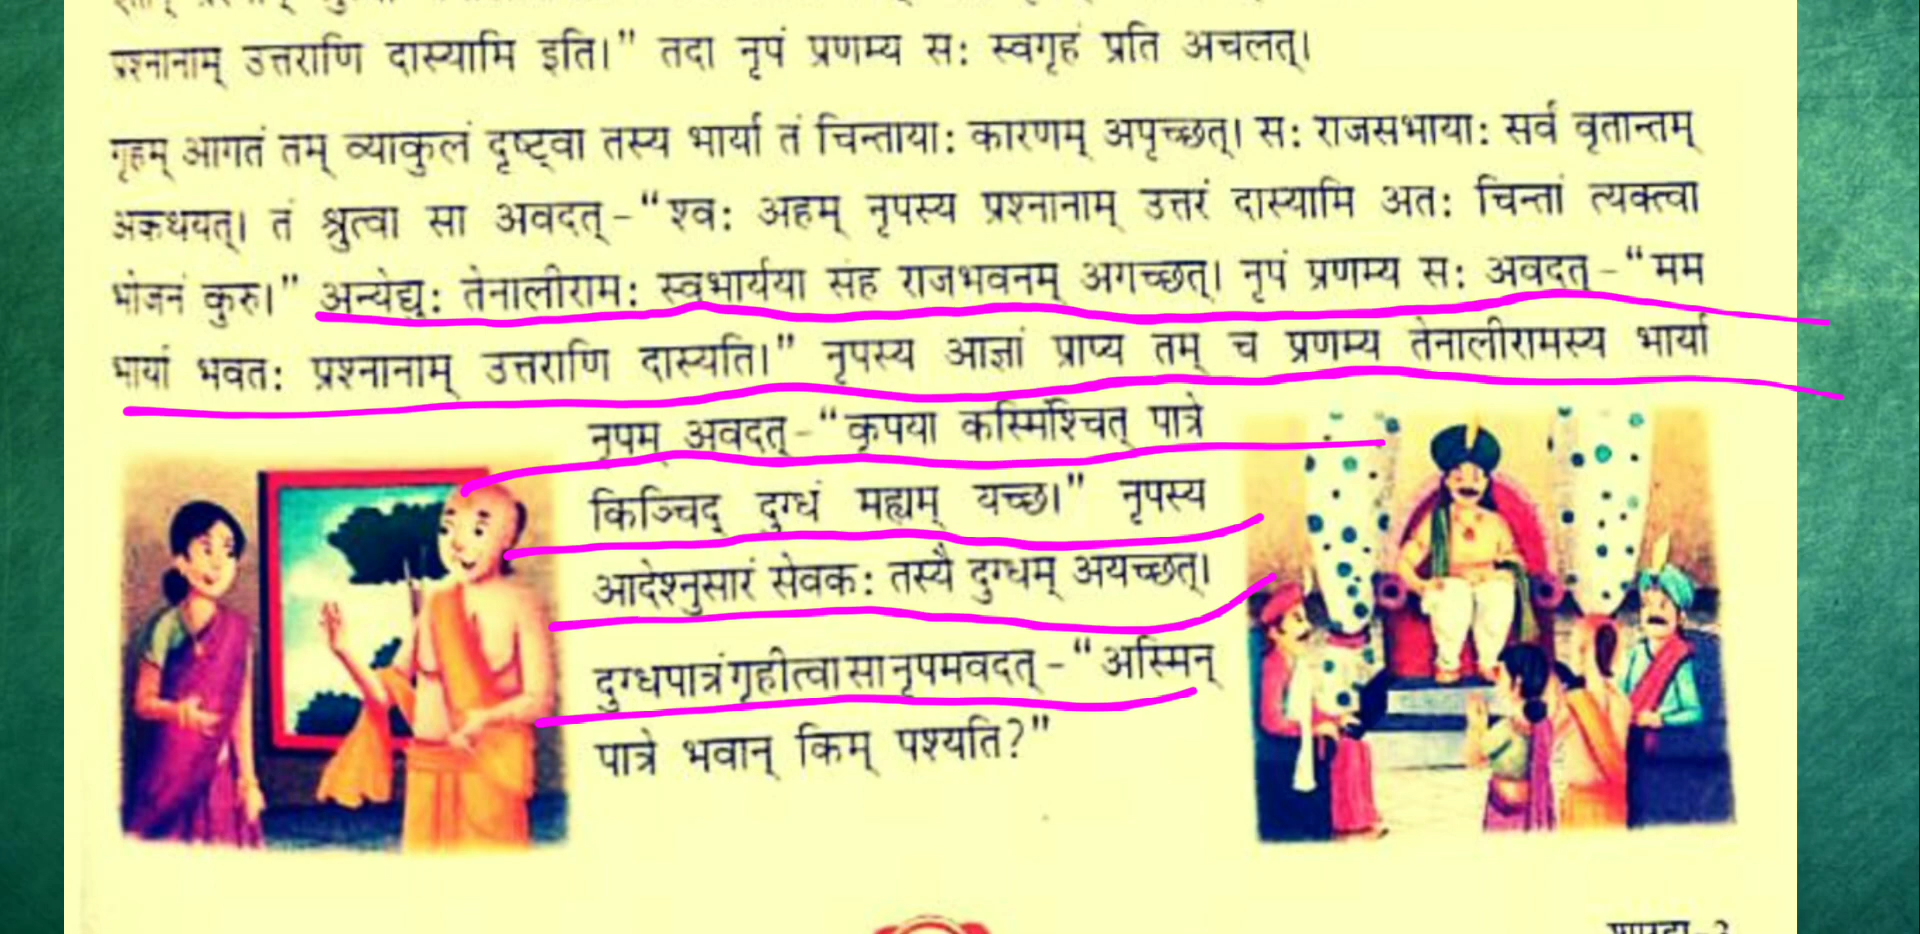 प्रश्नानाम् उत्तराणि दास्यामि इति।” तदा नृपं प्रणम्य सः स्वगृहं प्रति अचलत्।
गृहम् आगतं तम् व्याकुलं दृष्ट्वा तस्य भार्या तं चिन्तायाः कारणम् अपृच्छत्। सः राजसभायाः सर्वं वृतान्तम्
अकथयत्। तं श्रुत्वा सा अवदत्-“श्वः अहम् नृपस्य प्रश्नानाम् उत्तरं दास्यामि अतः चिन्तां त्यक्त्वा
भोजनं कुरु।” अन्येद्युः तेनालीरामः स्वभार्यया सह राजभवनम् अगच्छत्। नृपं प्रणम्य सः अवदत्-“मम
भार्या भवतः प्रश्नानाम् उत्तराणि दास्यति।” नृपस्य आज्ञां प्राप्य तम् च प्रणम्य तेनालीरामस्य भार्या
नृपम् अवदत्-“कृपया कस्मिंश्चित् पात्रे
किञ्चिद् दुग्धं मह्यम् यच्छ।” नृपस्य
आदेश्नुसारं सेवकः तस्यै दुग्धम् अयच्छत्।
दुग्धपात्रं गृहीत्वा सा नृपमवदत्-“अस्मिन्
पात्रे भवान् किम् पश्यति?”